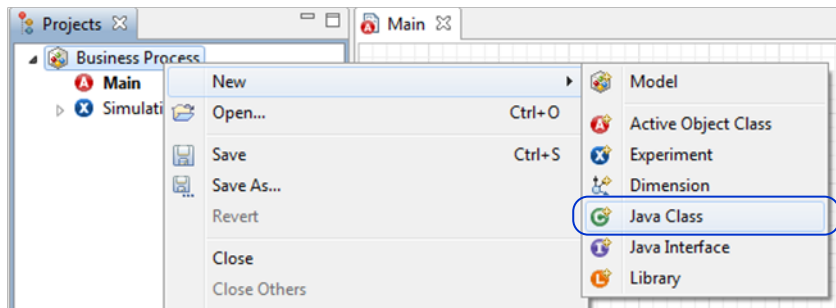 Projects
Main
Business Process
Main
Simulati
New
Open... Ctrl+O
Save Ctrl+S
Save As...
Revert
Close
Close Others
Model
Active Object Class
Experiment
Dimension
Java Class
Java Interface
Library